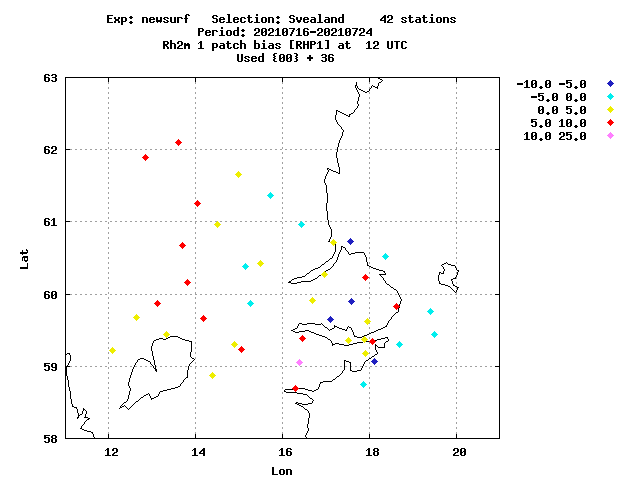 Exp: newsurf Selection: Svealand 42 stations
Period: 20210716-20210724
Rh2m 1 patch bias [RHP1] at 12 UTC
Used {00} + 36
63
62
61
60
59
58
Lat
12 14 16 18 20
Lon
-10.0 -5.0
-5.0 0.0
0.0 5.0
5.0 10.0
10.0 25.0